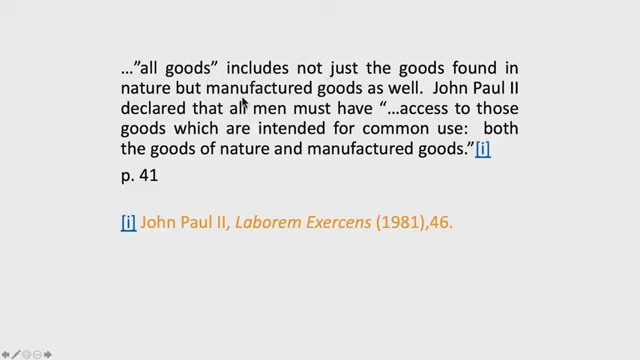 …”all goods” includes not just the goods found in
nature but manufactured goods as well.  John Paul II
declared that all men must have “…access to those
goods which are intended for common use:  both
the goods of nature and manufactured goods.”[i]
p. 41
[i] John Paul II, Laborem Exercens (1981),46.